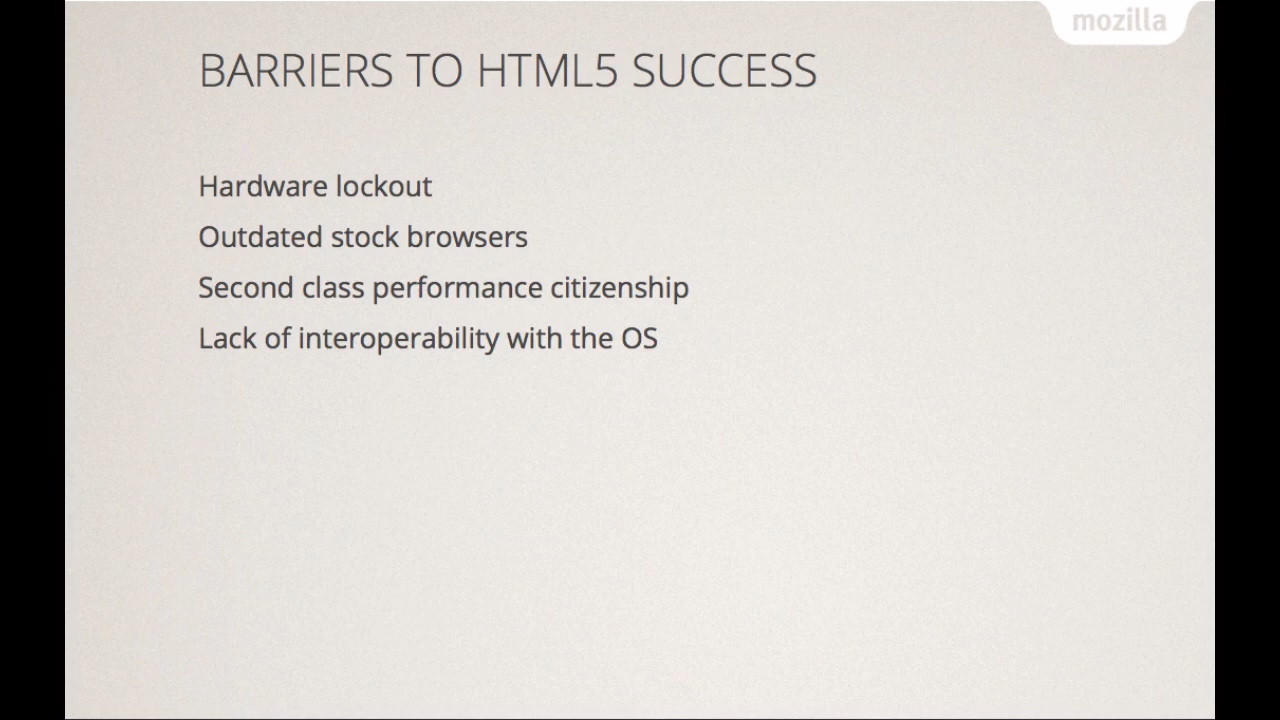 mozilla
BARRIERS TO HTML5 SUCCESS
Hardware lockout
Outdated stock browsers
Second class performance citizenship
Lack of interoperability with the OS